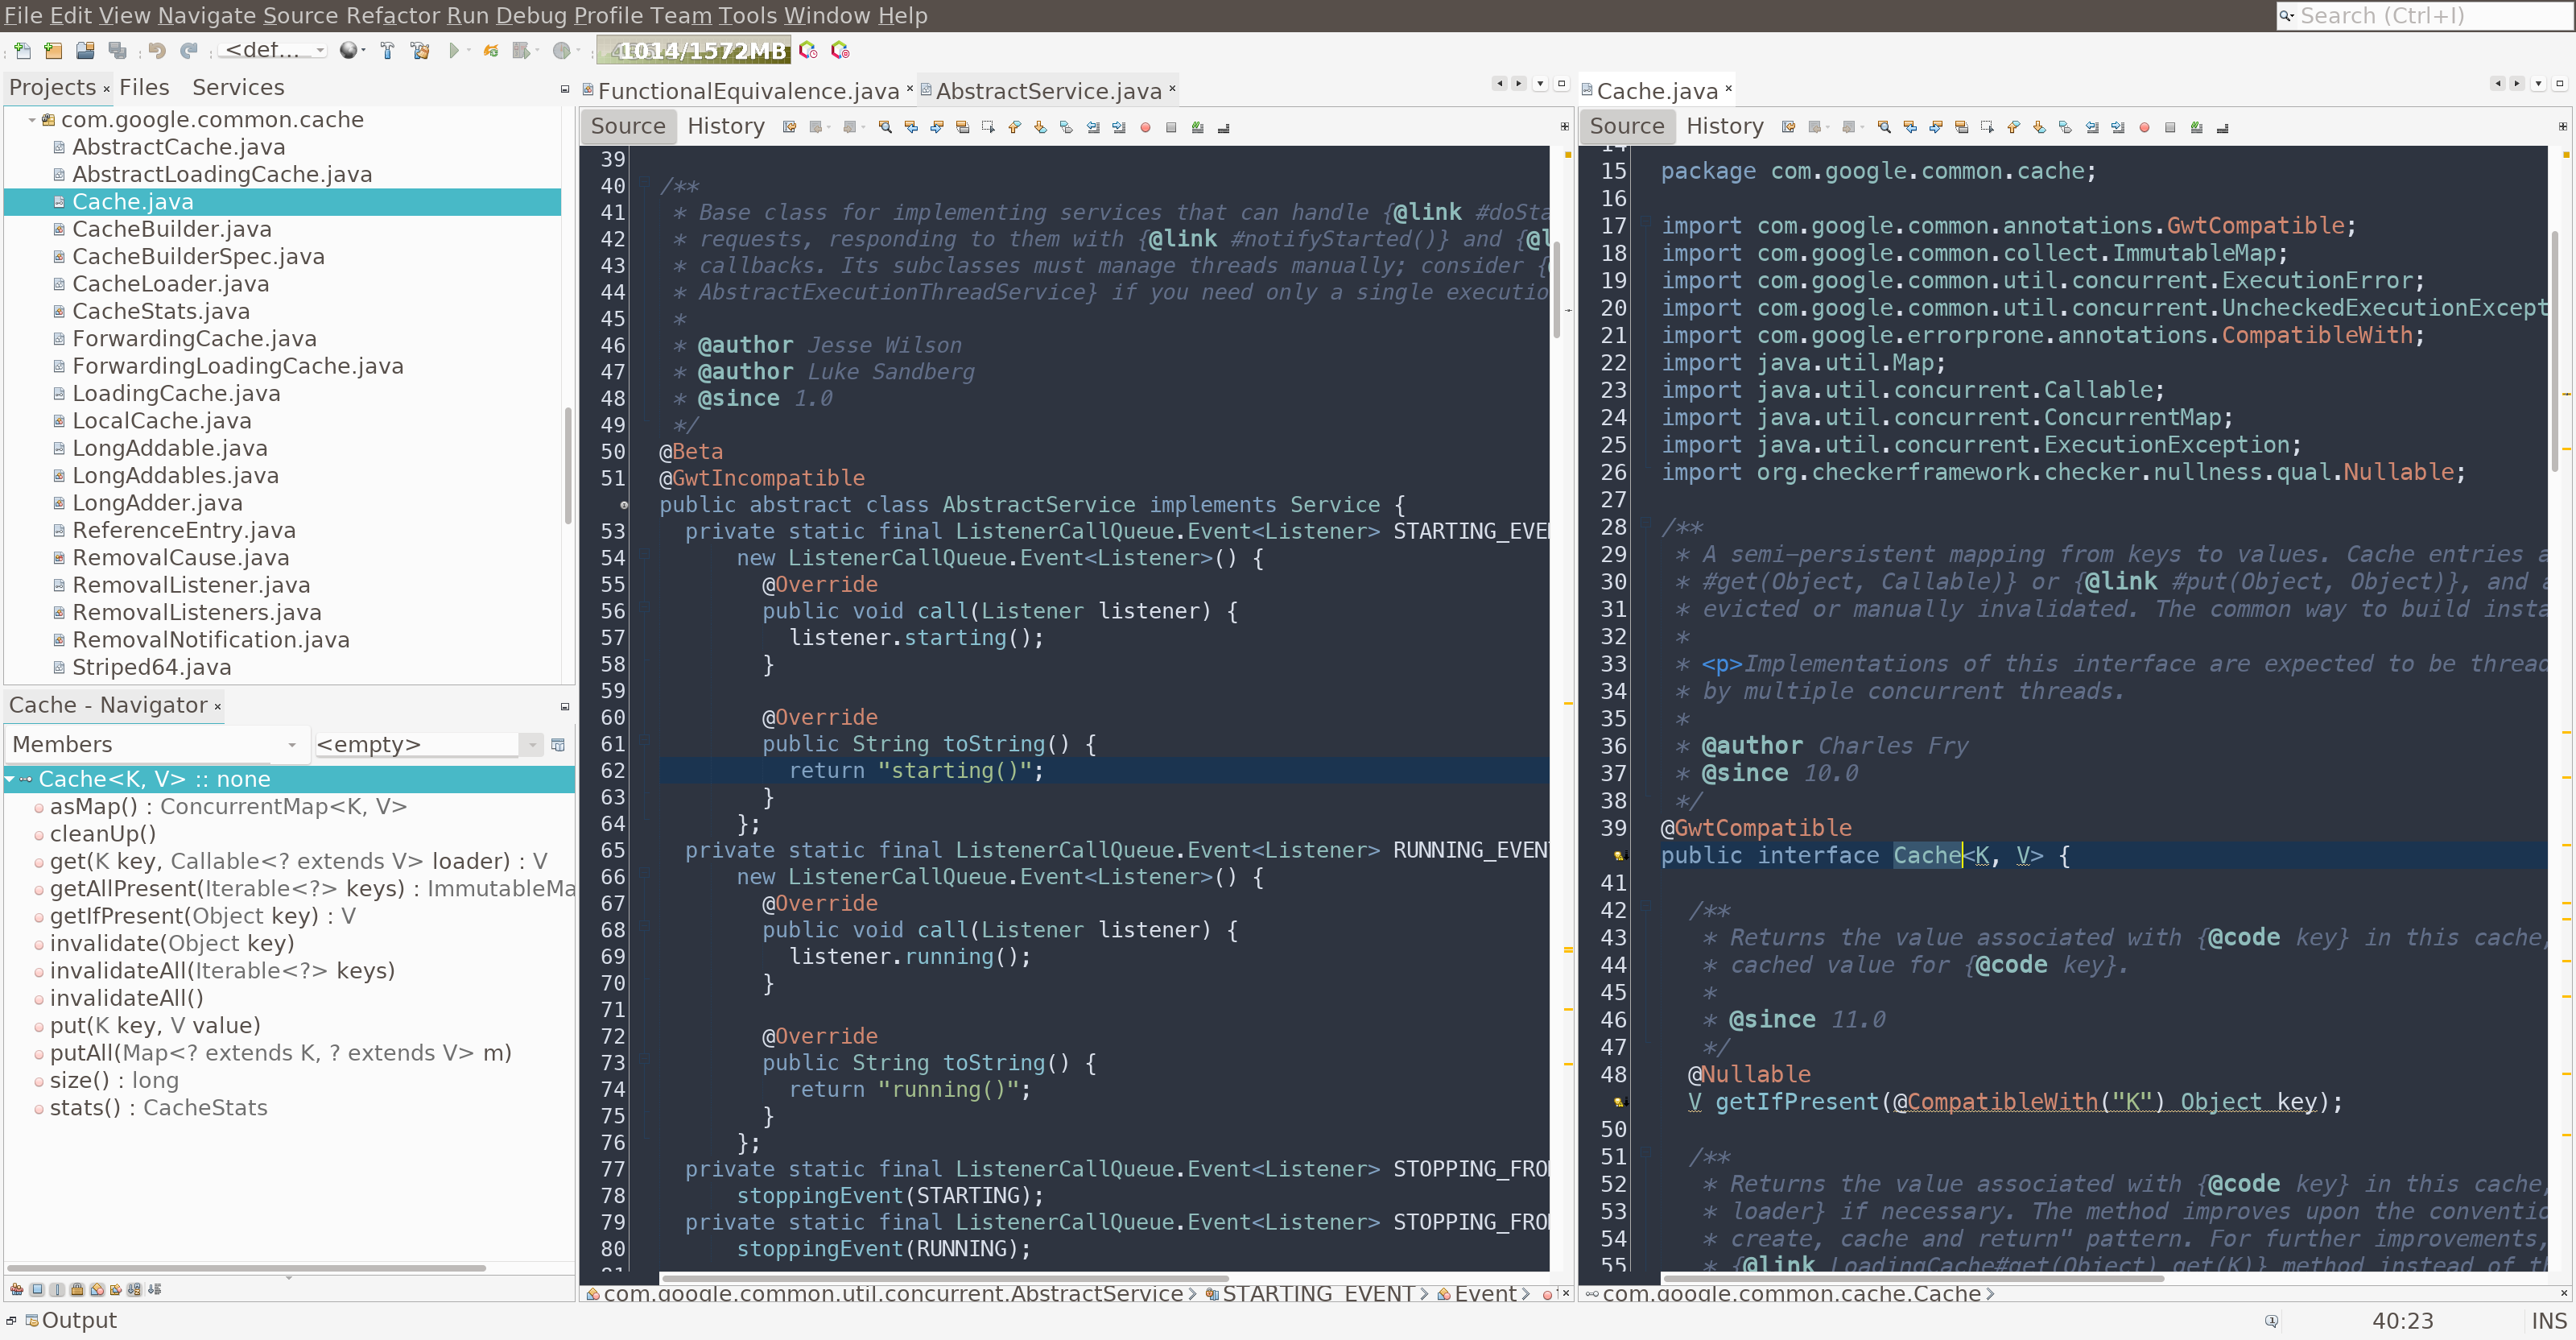 File Edit View Navigate Source Refactor Run Debug Profile Team Tools Window Help
Search (Ctrl+I)
<def...
1014/1572MB
Projects Files Services
com.google.common.cache
AbstractCache.java
AbstractLoadingCache.java
Cache.java
CacheBuilder.java
CacheBuilderSpec.java
CacheLoader.java
CacheStats.java
ForwardingCache.java
ForwardingLoadingCache.java
LoadingCache.java
LocalCache.java
LongAddable.java
LongAddables.java
LongAdder.java
ReferenceEntry.java
RemovalCause.java
RemovalListener.java
RemovalListeners.java
RemovalNotification.java
Striped64.java
Cache - Navigator
Members <empty>
Cache<K, V> :: none
asMap() : ConcurrentMap<K, V>
cleanUp()
get(K key, Callable<? extends V> loader) : V
getAllPresent(Iterable<?> keys) : ImmutableMa
getIfPresent(Object key) : V
invalidate(Object key)
invalidateAll(Iterable<?> keys)
invalidateAll()
put(K key, V value)
putAll(Map<? extends K, ? extends V> m)
size() : long
stats() : CacheStats
FunctionalEquivalence.java AbstractService.java
Source History
39
40 /**
41 * Base class for implementing services that can handle {@link #doSta
42 * requests, responding to them with {@link #notifyStarted()} and {@l
43 * callbacks. Its subclasses must manage threads manually; consider {
44 * AbstractExecutionThreadService} if you need only a single executio
45 *
46 * @author Jesse Wilson
47 * @author Luke Sandberg
48 * @since 1.0
49 */
50 @Beta
51 @GwtIncompatible
public abstract class AbstractService implements Service {
53 private static final ListenerCallQueue.Event<Listener> STARTING_EVE
54 new ListenerCallQueue.Event<Listener>() {
55 @Override
56 public void call(Listener listener) {
57 listener.starting();
58 }
59
60 @Override
61 public String toString() {
62 return "starting()";
63 }
64 };
65 private static final ListenerCallQueue.Event<Listener> RUNNING_EVEN
66 new ListenerCallQueue.Event<Listener>() {
67 @Override
68 public void call(Listener listener) {
69 listener.running();
70 }
71
72 @Override
73 public String toString() {
74 return "running()";
75 }
76 };
77 private static final ListenerCallQueue.Event<Listener> STOPPING_FRO
78 stoppingEvent(STARTING);
79 private static final ListenerCallQueue.Event<Listener> STOPPING_FRO
80 stoppingEvent(RUNNING);
com.google.common.util.concurrent.AbstractService > STARTING_EVENT > Event >
Cache.java
Source History
15 package com.google.common.cache;
16
17 import com.google.common.annotations.GwtCompatible;
18 import com.google.common.collect.ImmutableMap;
19 import com.google.common.util.concurrent.ExecutionError;
20 import com.google.common.util.concurrent.UncheckedExecutionExcept
21 import com.google.errorprone.annotations.CompatibleWith;
22 import java.util.Map;
23 import java.util.concurrent.Callable;
24 import java.util.concurrent.ConcurrentMap;
25 import java.util.concurrent.ExecutionException;
26 import org.checkerframework.checker.nullness.qual.Nullable;
27
28 /**
29 * A semi-persistent mapping from keys to values. Cache entries a
30 * #get(Object, Callable)} or {@link #put(Object, Object)}, and a
31 * evicted or manually invalidated. The common way to build insta
32 *
33 * <p>Implementations of this interface are expected to be thread
34 * by multiple concurrent threads.
35 *
36 * @author Charles Fry
37 * @since 10.0
38 */
39 @GwtCompatible
public interface Cache<K, V> {
41
42 /**
43 * Returns the value associated with {@code key} in this cache,
44 * cached value for {@code key}.
45 *
46 * @since 11.0
47 */
48 @Nullable
V getIfPresent(@CompatibleWith("K") Object key);
50
51 /**
52 * Returns the value associated with {@code key} in this cache,
53 * loader} if necessary. The method improves upon the conventio
54 * create, cache and return" pattern. For further improvements,
55 * {@link LoadingCache#get(Object) get(K)} method instead of th
com.google.common.cache.Cache >
Output
40:23 INS